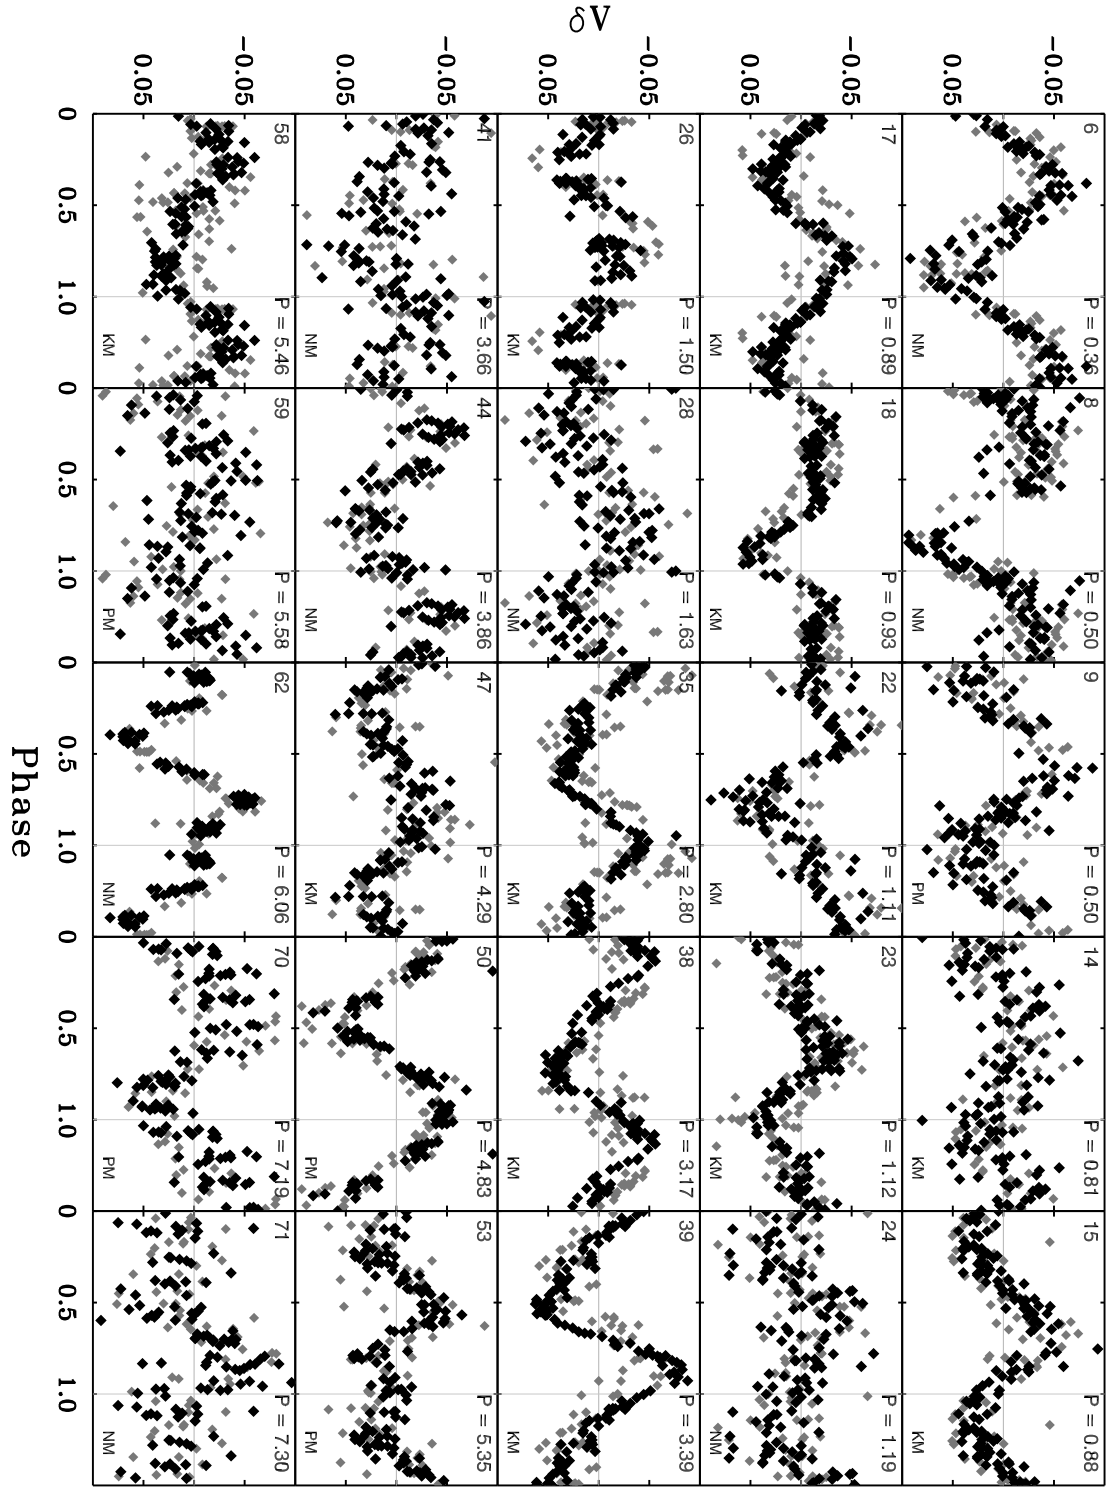 δV
−0.05
0.05
6 P = 0.36
NM
8 P = 0.50
NM
9 P = 0.50
PM
14 P = 0.81
KM
15 P = 0.88
KM
−0.05
0.05
17 P = 0.89
KM
18 P = 0.93
KM
22 P = 1.11
KM
23 P = 1.12
KM
24 P = 1.19
NM
−0.05
0.05
26 P = 1.50
KM
28 P = 1.63
NM
35 P = 2.80
KM
38 P = 3.17
KM
39 P = 3.39
KM
−0.05
0.05
41 P = 3.66
NM
44 P = 3.86
NM
47 P = 4.29
KM
50 P = 4.83
PM
53 P = 5.35
PM
−0.05
0.05
58 P = 5.46
KM
59 P = 5.58
PM
62 P = 6.06
NM
70 P = 7.19
PM
71 P = 7.30
NM
0 0.5 1.0 0 0.5 1.0 0 0.5 1.0 0 0.5 1.0 0 0.5 1.0
Phase